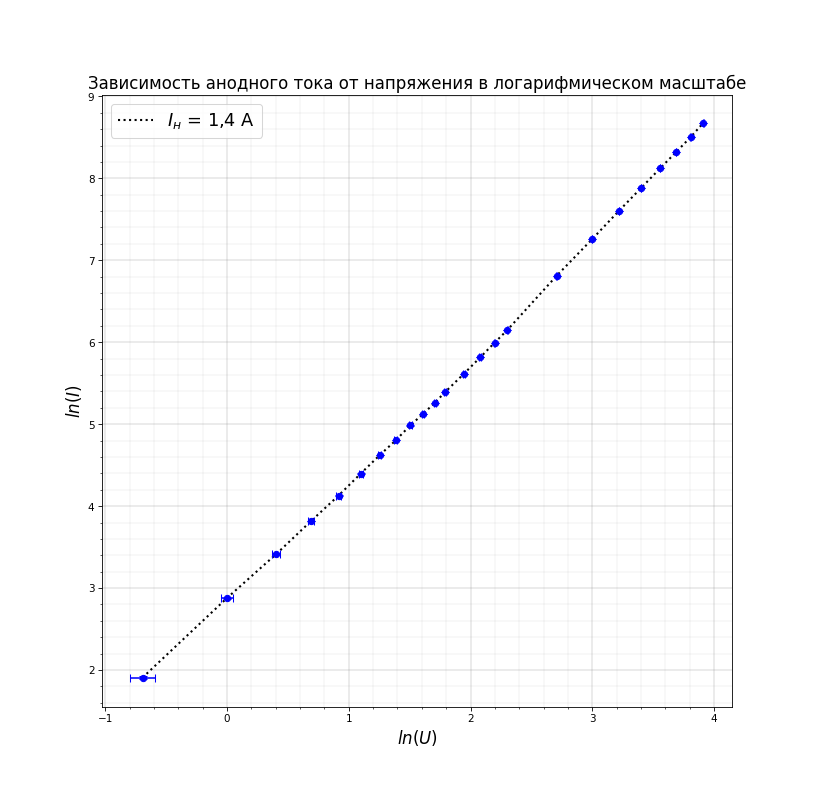 Зависимость анодного тока от напряжения в логарифмическом масштабе
9
8
7
6
5
4
3
2
Iн = 1,4 А
ln(I)
−1 0 1 2 3 4
ln(U)